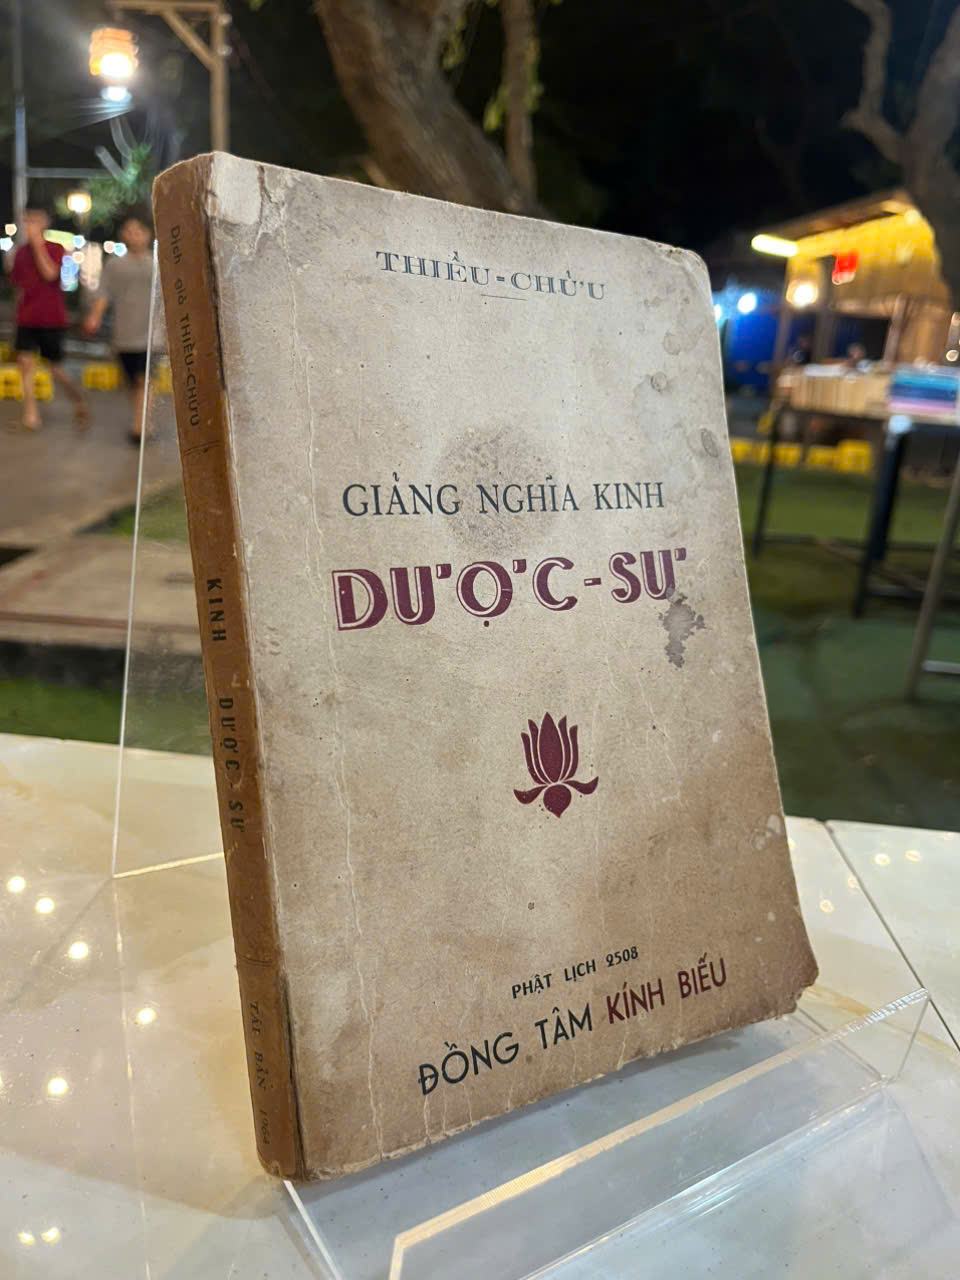 THIỀU-CHỬU
GIẢNG NGHĨA KINH
DƯỢC-SƯ
PHẬT LỊCH 2508
ĐỒNG TÂM KÍNH BIẾU
Dịch giả THIỀU-CHỬU
KINH DƯỢC-SƯ
TÁI BẢN 1964